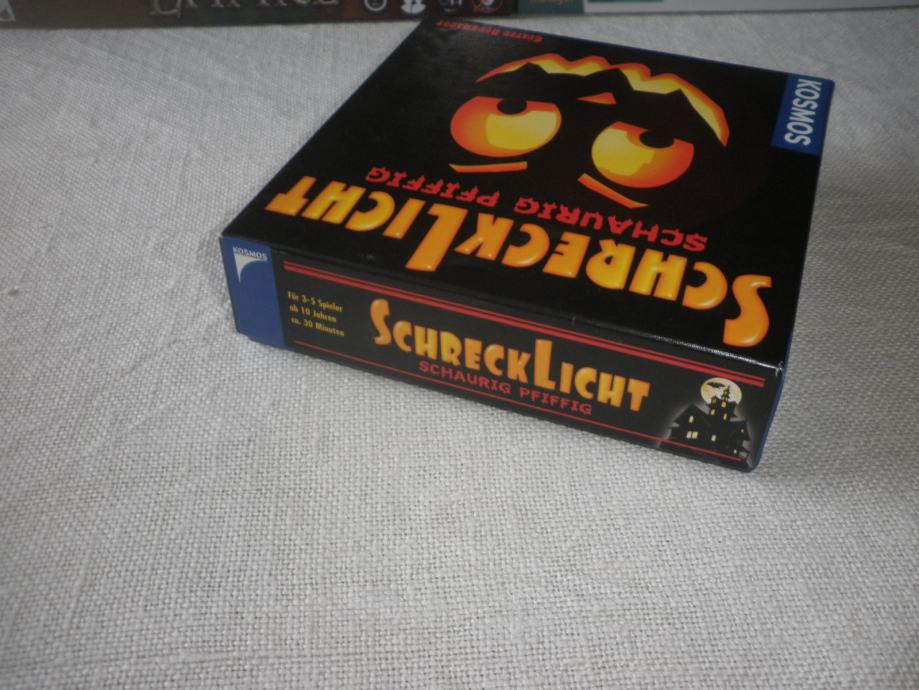 KOSMOS
SCHRECKLICHT
SCHAURIG PFIFFIG
KOSMOS
Für 3-5 Spieler
ab 10 Jahren
ca. 30 Minuten
SCHRECKLICHT
SCHAURIG PFIFFIG